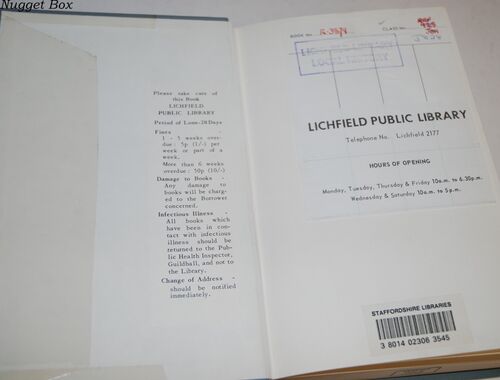 Nugget Box
Please take care of
this Book
LICHFIELD
PUBLIC LIBRARY
Period of Loan-28 Days
Fines -
1 - 5 weeks over-
due : 5p (1/-) per
week or part of a
week.
More than 6 weeks
overdue : 50p (10/-)
Damage to Books -
Any damage to
books will be charg-
ed to the Borrower
concerned.
Infectious Illness -
All books which
have been in con-
tact with infectious
illness should be
returned to the Pub-
lic Health Inspector,
Guildhall, and not to
the Library.
Change of Address -
should be notified
immediately.
BOOK No.
CLASS No.
LICHFIELD LIBRARY
LOCAL HISTORY
LICHFIELD PUBLIC LIBRARY
Telephone No. Lichfield 2177
HOURS OF OPENING
Monday, Tuesday, Thursday & Friday 10a.m. to 6.30p.m.
Wednesday & Saturday 10a.m. to 5p.m.
STAFFORDSHIRE LIBRARIES
3 8014 02306 3545